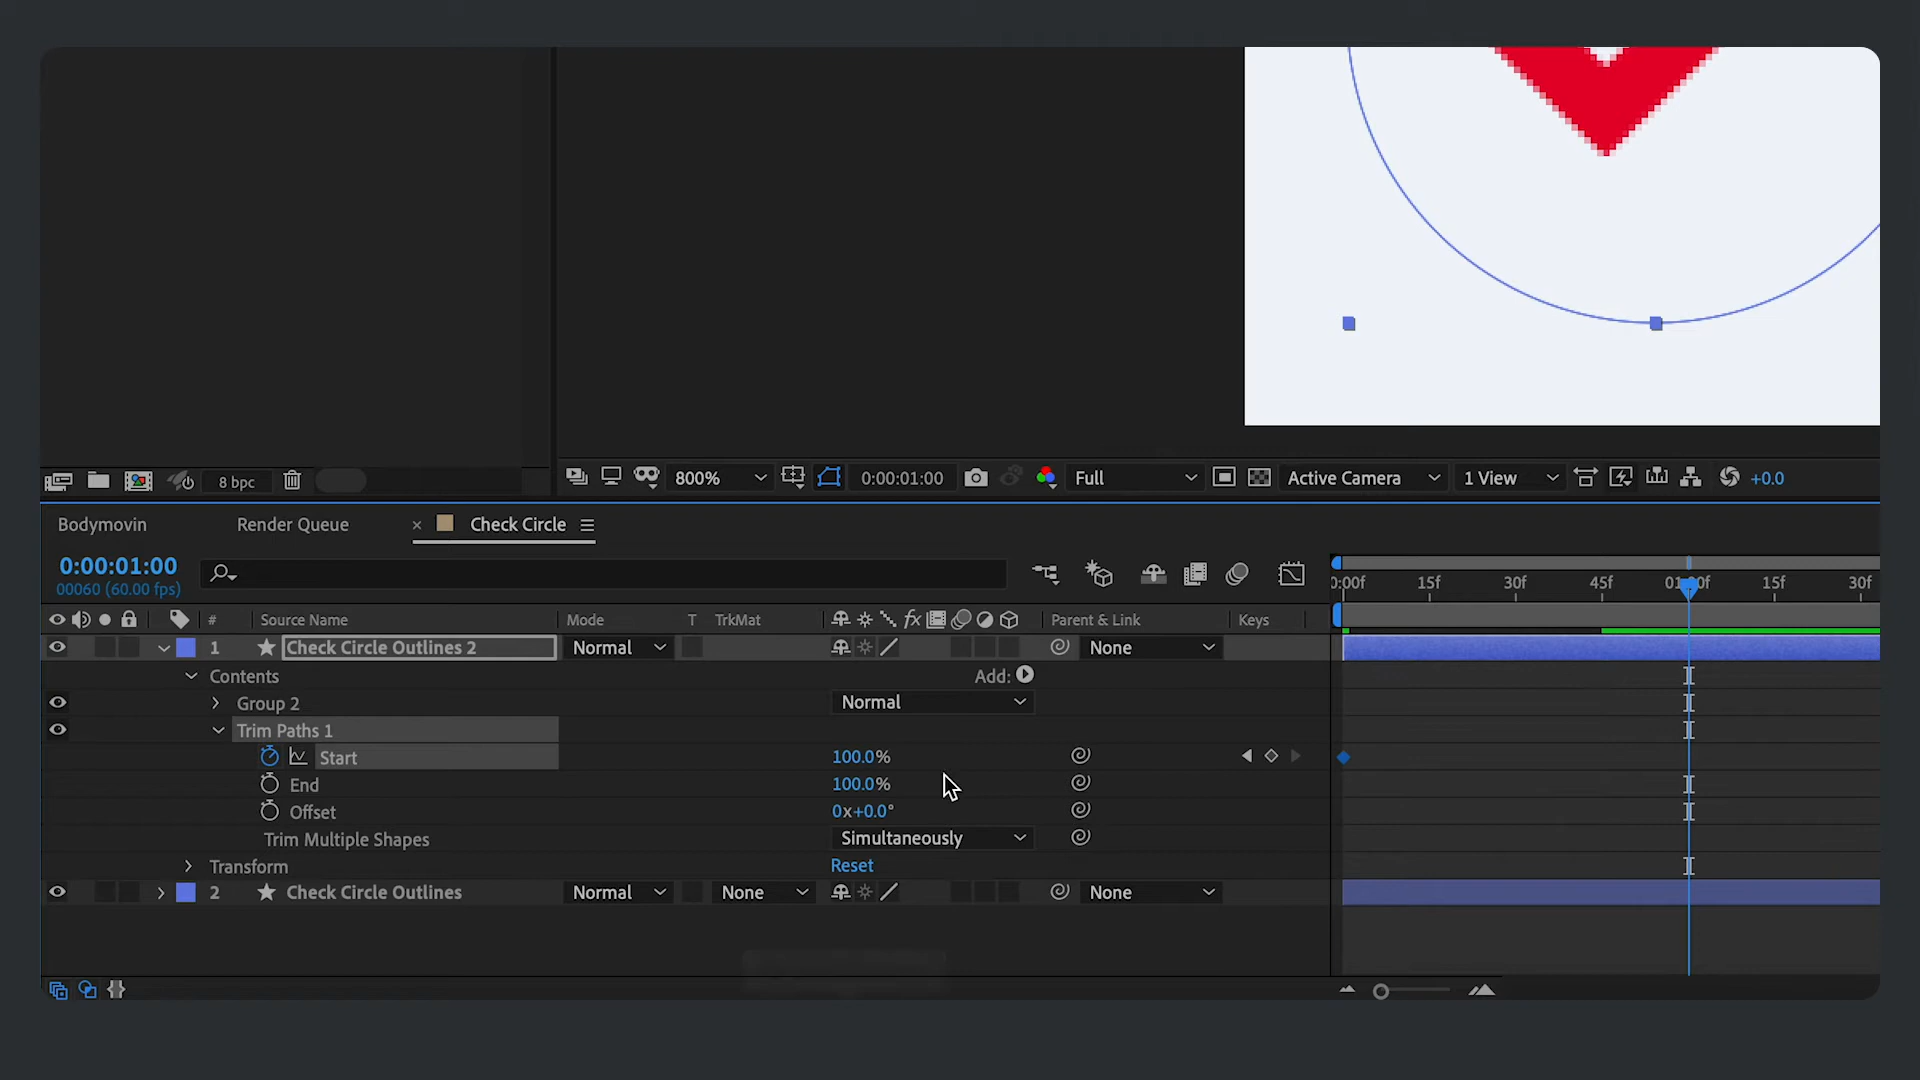 8 bpc
800%
0:00:01:00
Full
Active Camera
1 View
+0.0
Bodymovin
Render Queue
× Check Circle
0:00:01:00
00060 (60.00 fps)
0:00f 15f 30f 45f 15f 30f
# Source Name Mode T TrkMat fx Parent & Link Keys
1 Check Circle Outlines 2 Normal None
Contents Add:
Group 2 Normal
Trim Paths 1
Start 100.0%
End 100.0%
Offset 0x+0.0°
Trim Multiple Shapes Simultaneously
Transform Reset
2 Check Circle Outlines Normal None None